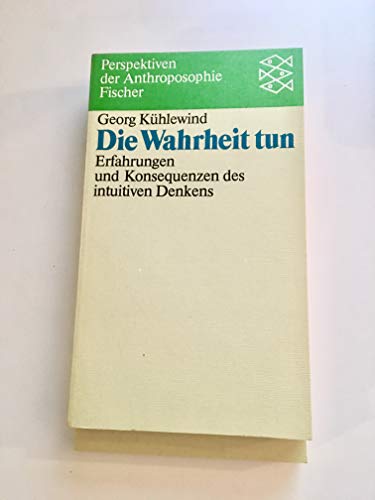 Perspektiven
der Anthroposophie
Fischer
Georg Kühlewind
Die Wahrheit tun
Erfahrungen
und Konsequenzen des
intuitiven Denkens